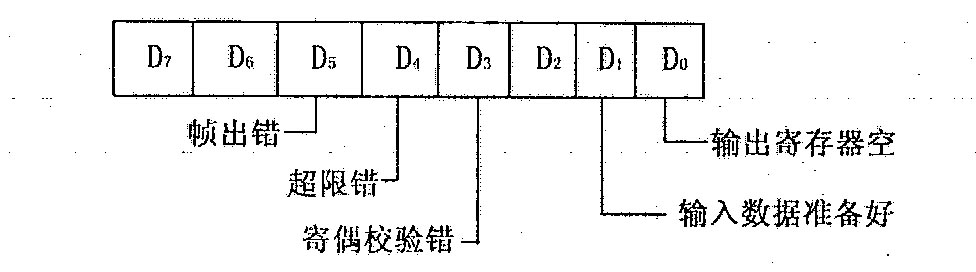 D₇ D₆ D₅ D₄ D₃ D₂ D₁ D₀
帧出错
输出寄存器空
超限错
输入数据准备好
寄偶校验错